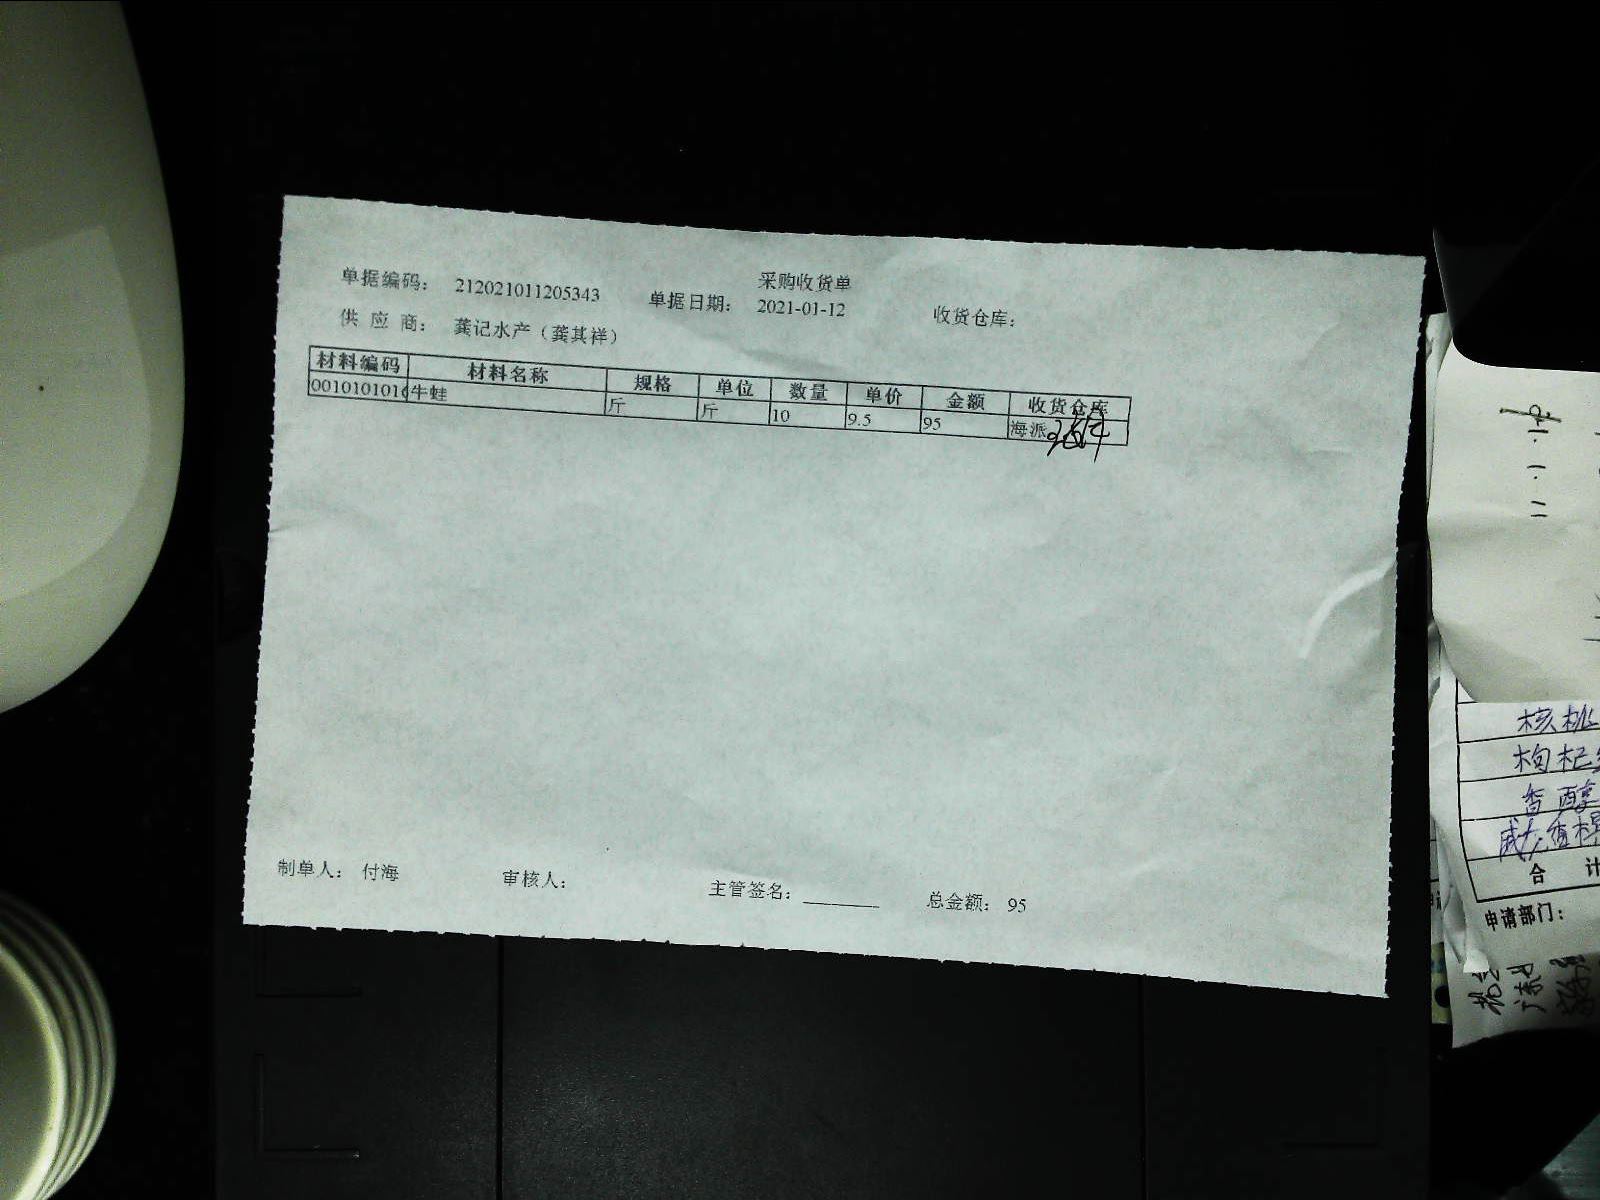 采购收货单
单据编码： 212021011205343 单据日期： 2021-01-12 收货仓库：
供 应 商： 龚记水产（龚其祥）
材料编码 材料名称 规格 单位 数量 单价 金额 收货仓库
001010101 牛蛙 斤 斤 10 9.5 95 海派
制单人： 付海 审核人： 主管签名： 总金额： 95
核桃
枸杞
香醇
合 计
申请部门：